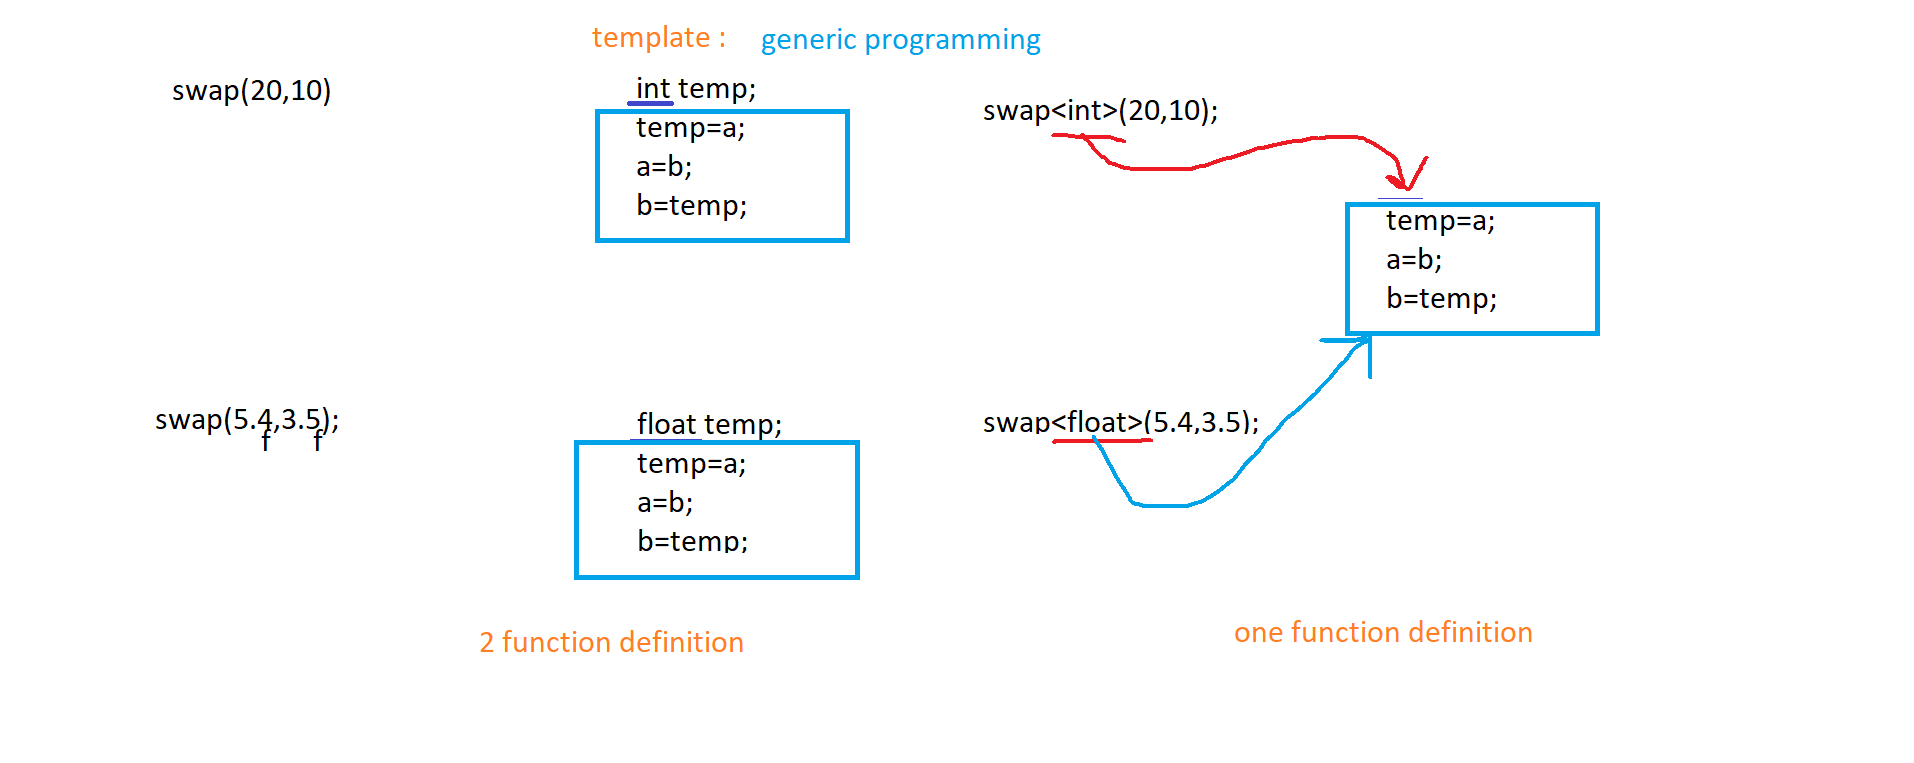 template : generic programming
swap(20,10)
int temp;
temp=a;
a=b;
b=temp;
swap<int>(20,10);
temp=a;
a=b;
b=temp;
swap(5.4,3.5);
f f
float temp;
temp=a;
a=b;
b=temp;
swap<float>(5.4,3.5);
2 function definition
one function definition